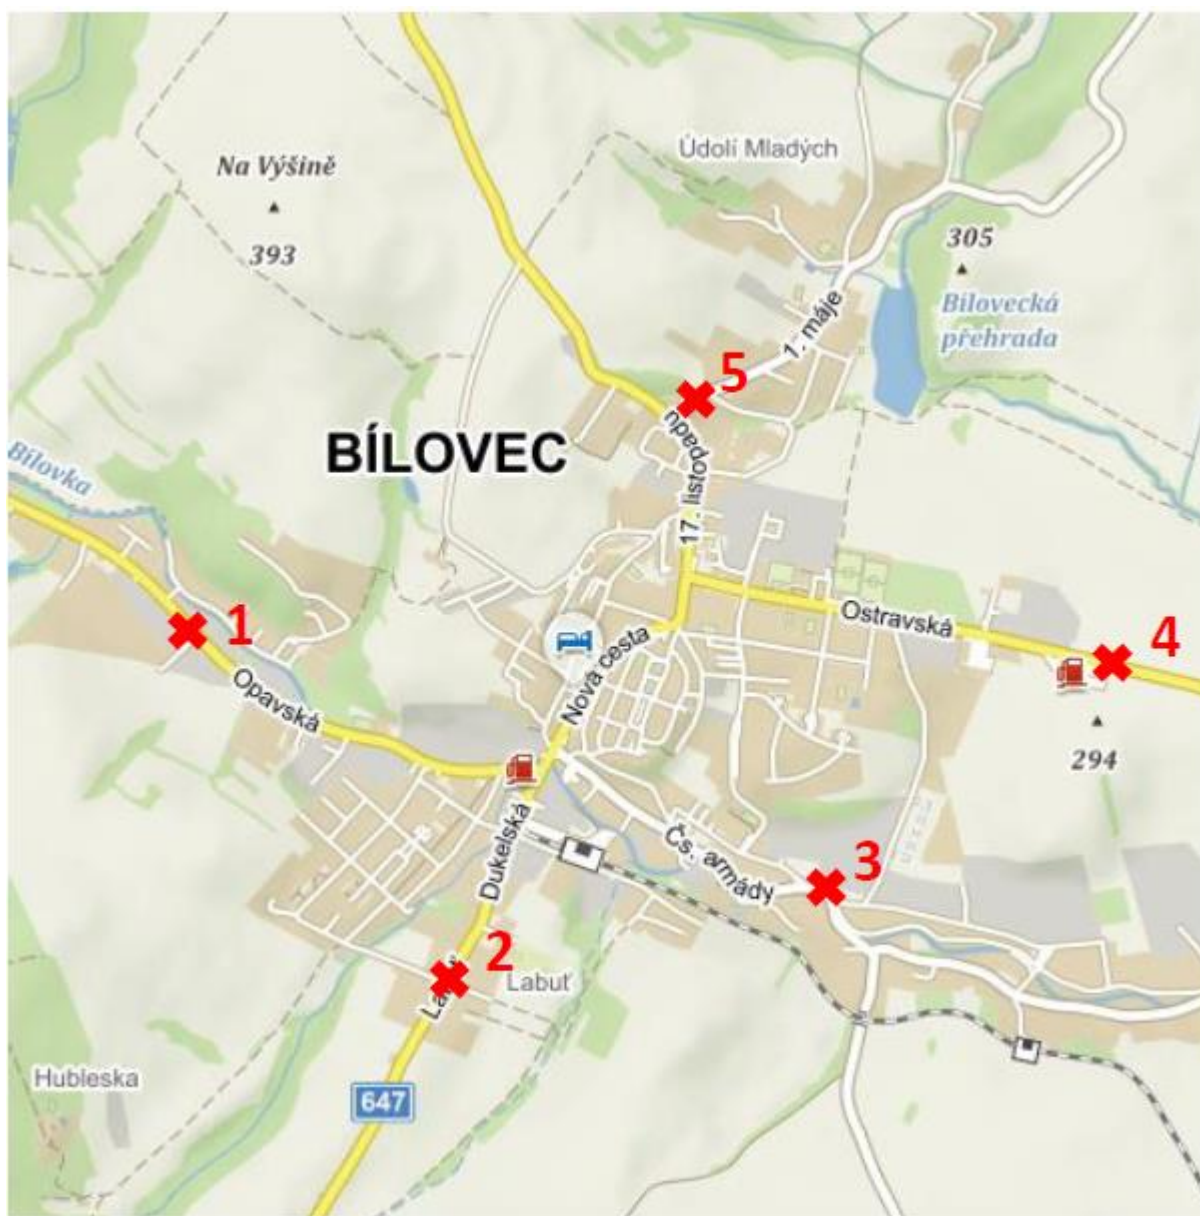 Údolí Mladých
Na Výšině
393
305
Bílovecká
přehrada
1. máje
5
17. listopadu
BÍLOVEC
Bílovka
1
Opavská
Nová cesta
Ostravská
4
294
Dukelská
Čs. armády
3
2
Labuť
Hubleska
647